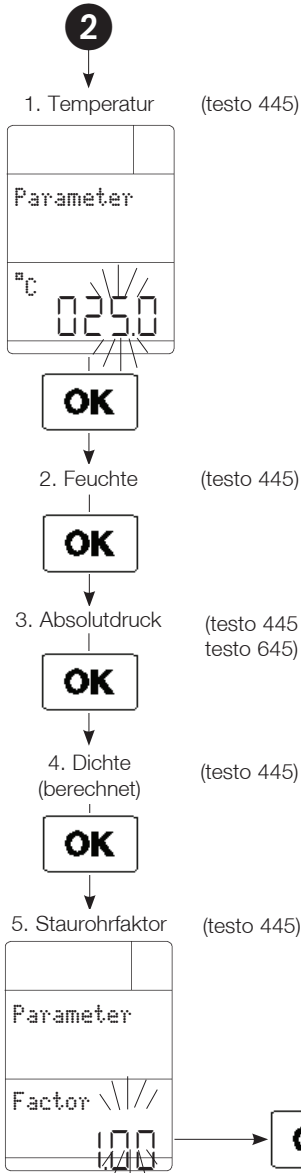 2
1. Temperatur (testo 445)
Parameter
°C
025.0
OK
2. Feuchte (testo 445)
OK
3. Absolutdruck (testo 445
testo 645)
OK
4. Dichte
(berechnet) (testo 445)
OK
5. Staurohrfaktor (testo 445)
Parameter
Factor
1.00